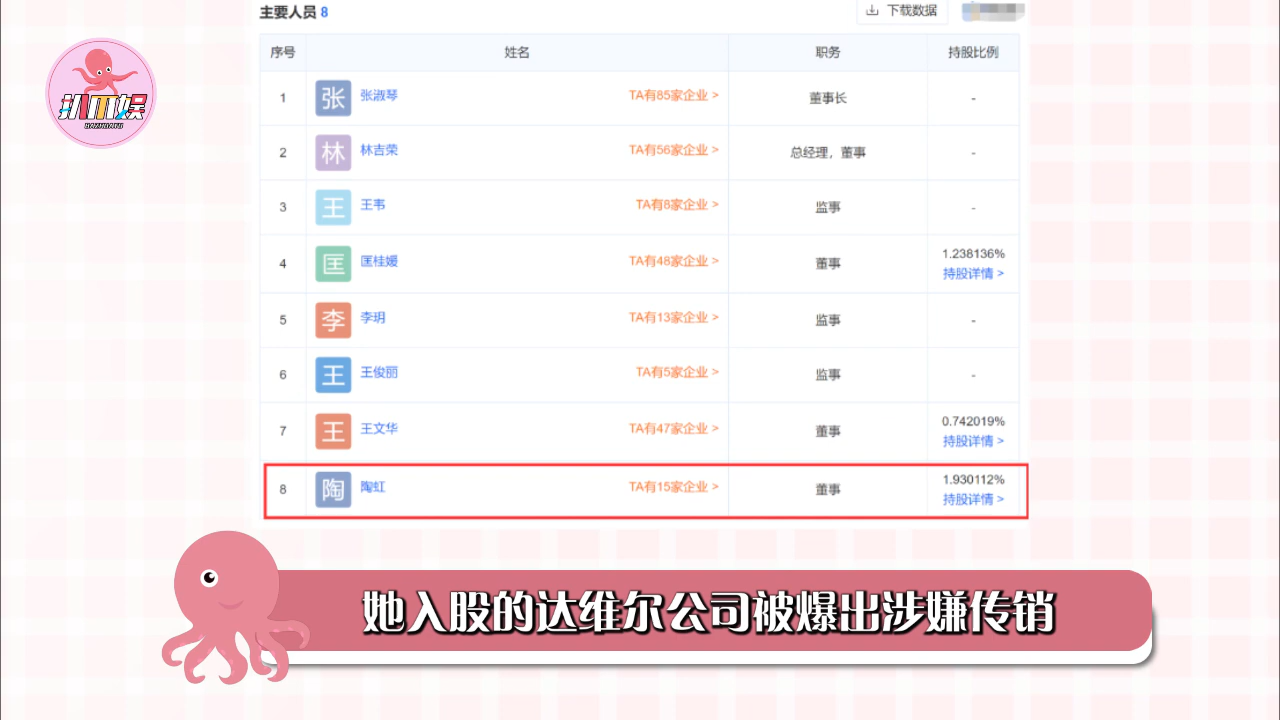 主要人员 8
下载数据
序号 姓名 职务 持股比例
1 张 张淑琴 TA有85家企业 > 董事长 -
2 林 林吉荣 TA有56家企业 > 总经理，董事 -
3 王 王韦 TA有8家企业 > 监事 -
4 匡 匡桂媛 TA有48家企业 > 董事 1.238136%
持股详情 >
5 李 李玥 TA有13家企业 > 监事 -
6 王 王俊丽 TA有5家企业 > 监事 -
7 王 王文华 TA有47家企业 > 董事 0.742019%
持股详情 >
8 陶 陶虹 TA有15家企业 > 董事 1.930112%
持股详情 >
扒爪娱
BAZHUAYU
她入股的达维尔公司被爆出涉嫌传销